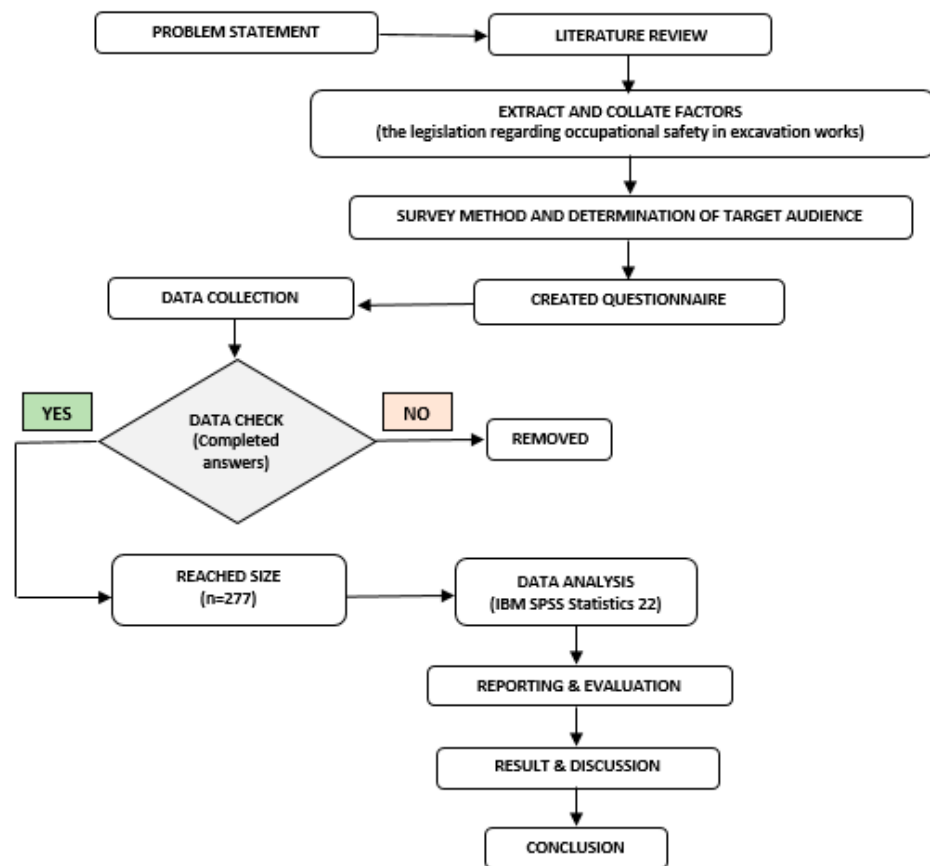 PROBLEM STATEMENT
LITERATURE REVIEW
EXTRACT AND COLLATE FACTORS
(the legislation regarding occupational safety in excavation works)
SURVEY METHOD AND DETERMINATION OF TARGET AUDIENCE
CREATED QUESTIONNAIRE
DATA COLLECTION
DATA CHECK
(Completed
answers)
YES
NO
REMOVED
REACHED SIZE
(n=277)
DATA ANALYSIS
(IBM SPSS Statistics 22)
REPORTING & EVALUATION
RESULT & DISCUSSION
CONCLUSION